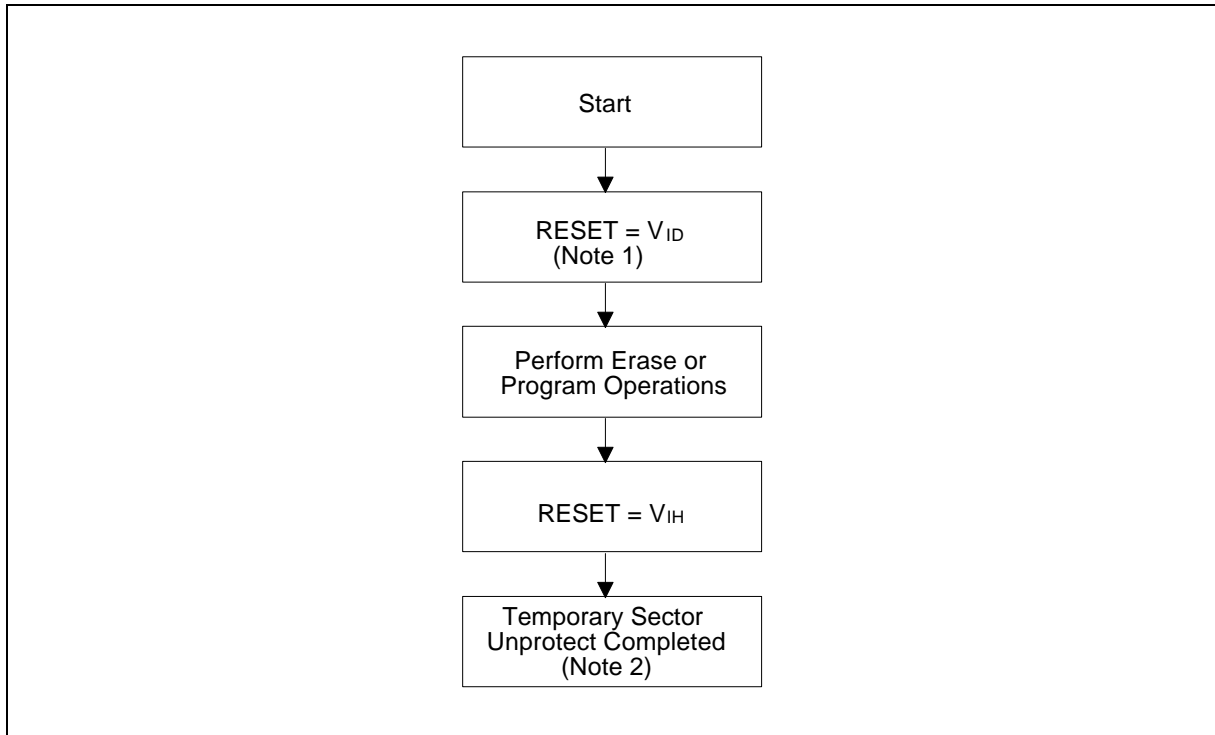 Start
RESET = VID
(Note 1)
Perform Erase or
Program Operations
RESET = VIH
Temporary Sector
Unprotect Completed
(Note 2)